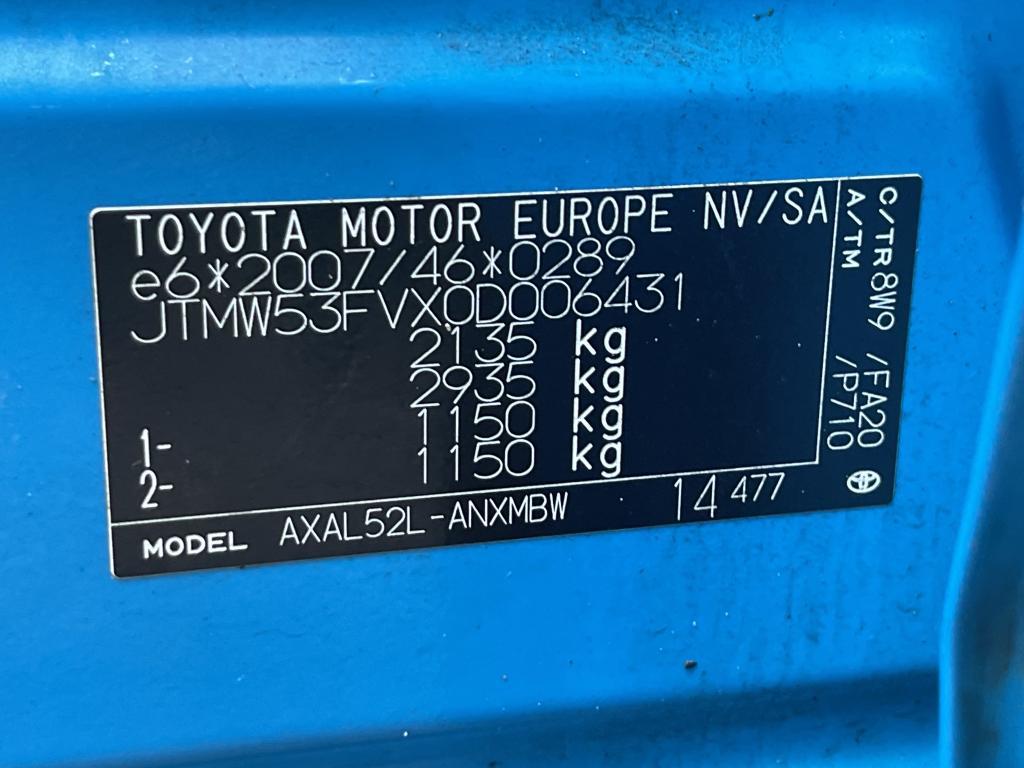 TOYOTA MOTOR EUROPE NV/SA
e6*2007/46*0289
JTMW53FVX0D006431
2135 kg
2935 kg
1- 1150 kg
2- 1150 kg
MODEL AXAL52L-ANXMBW 14 477
C/TR 8W9 /FA20
A/TM /P710